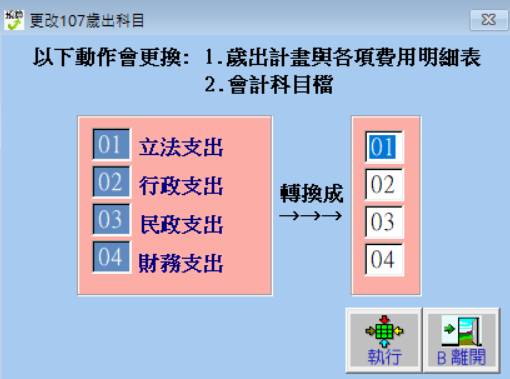 更改107歲出科目
以下動作會更換: 1.歲出計畫與各項費用明細表
2.會計科目檔
01 立法支出
02 行政支出
03 民政支出
04 財務支出
轉換成
→→→
01
02
03
04
執行
B 離開